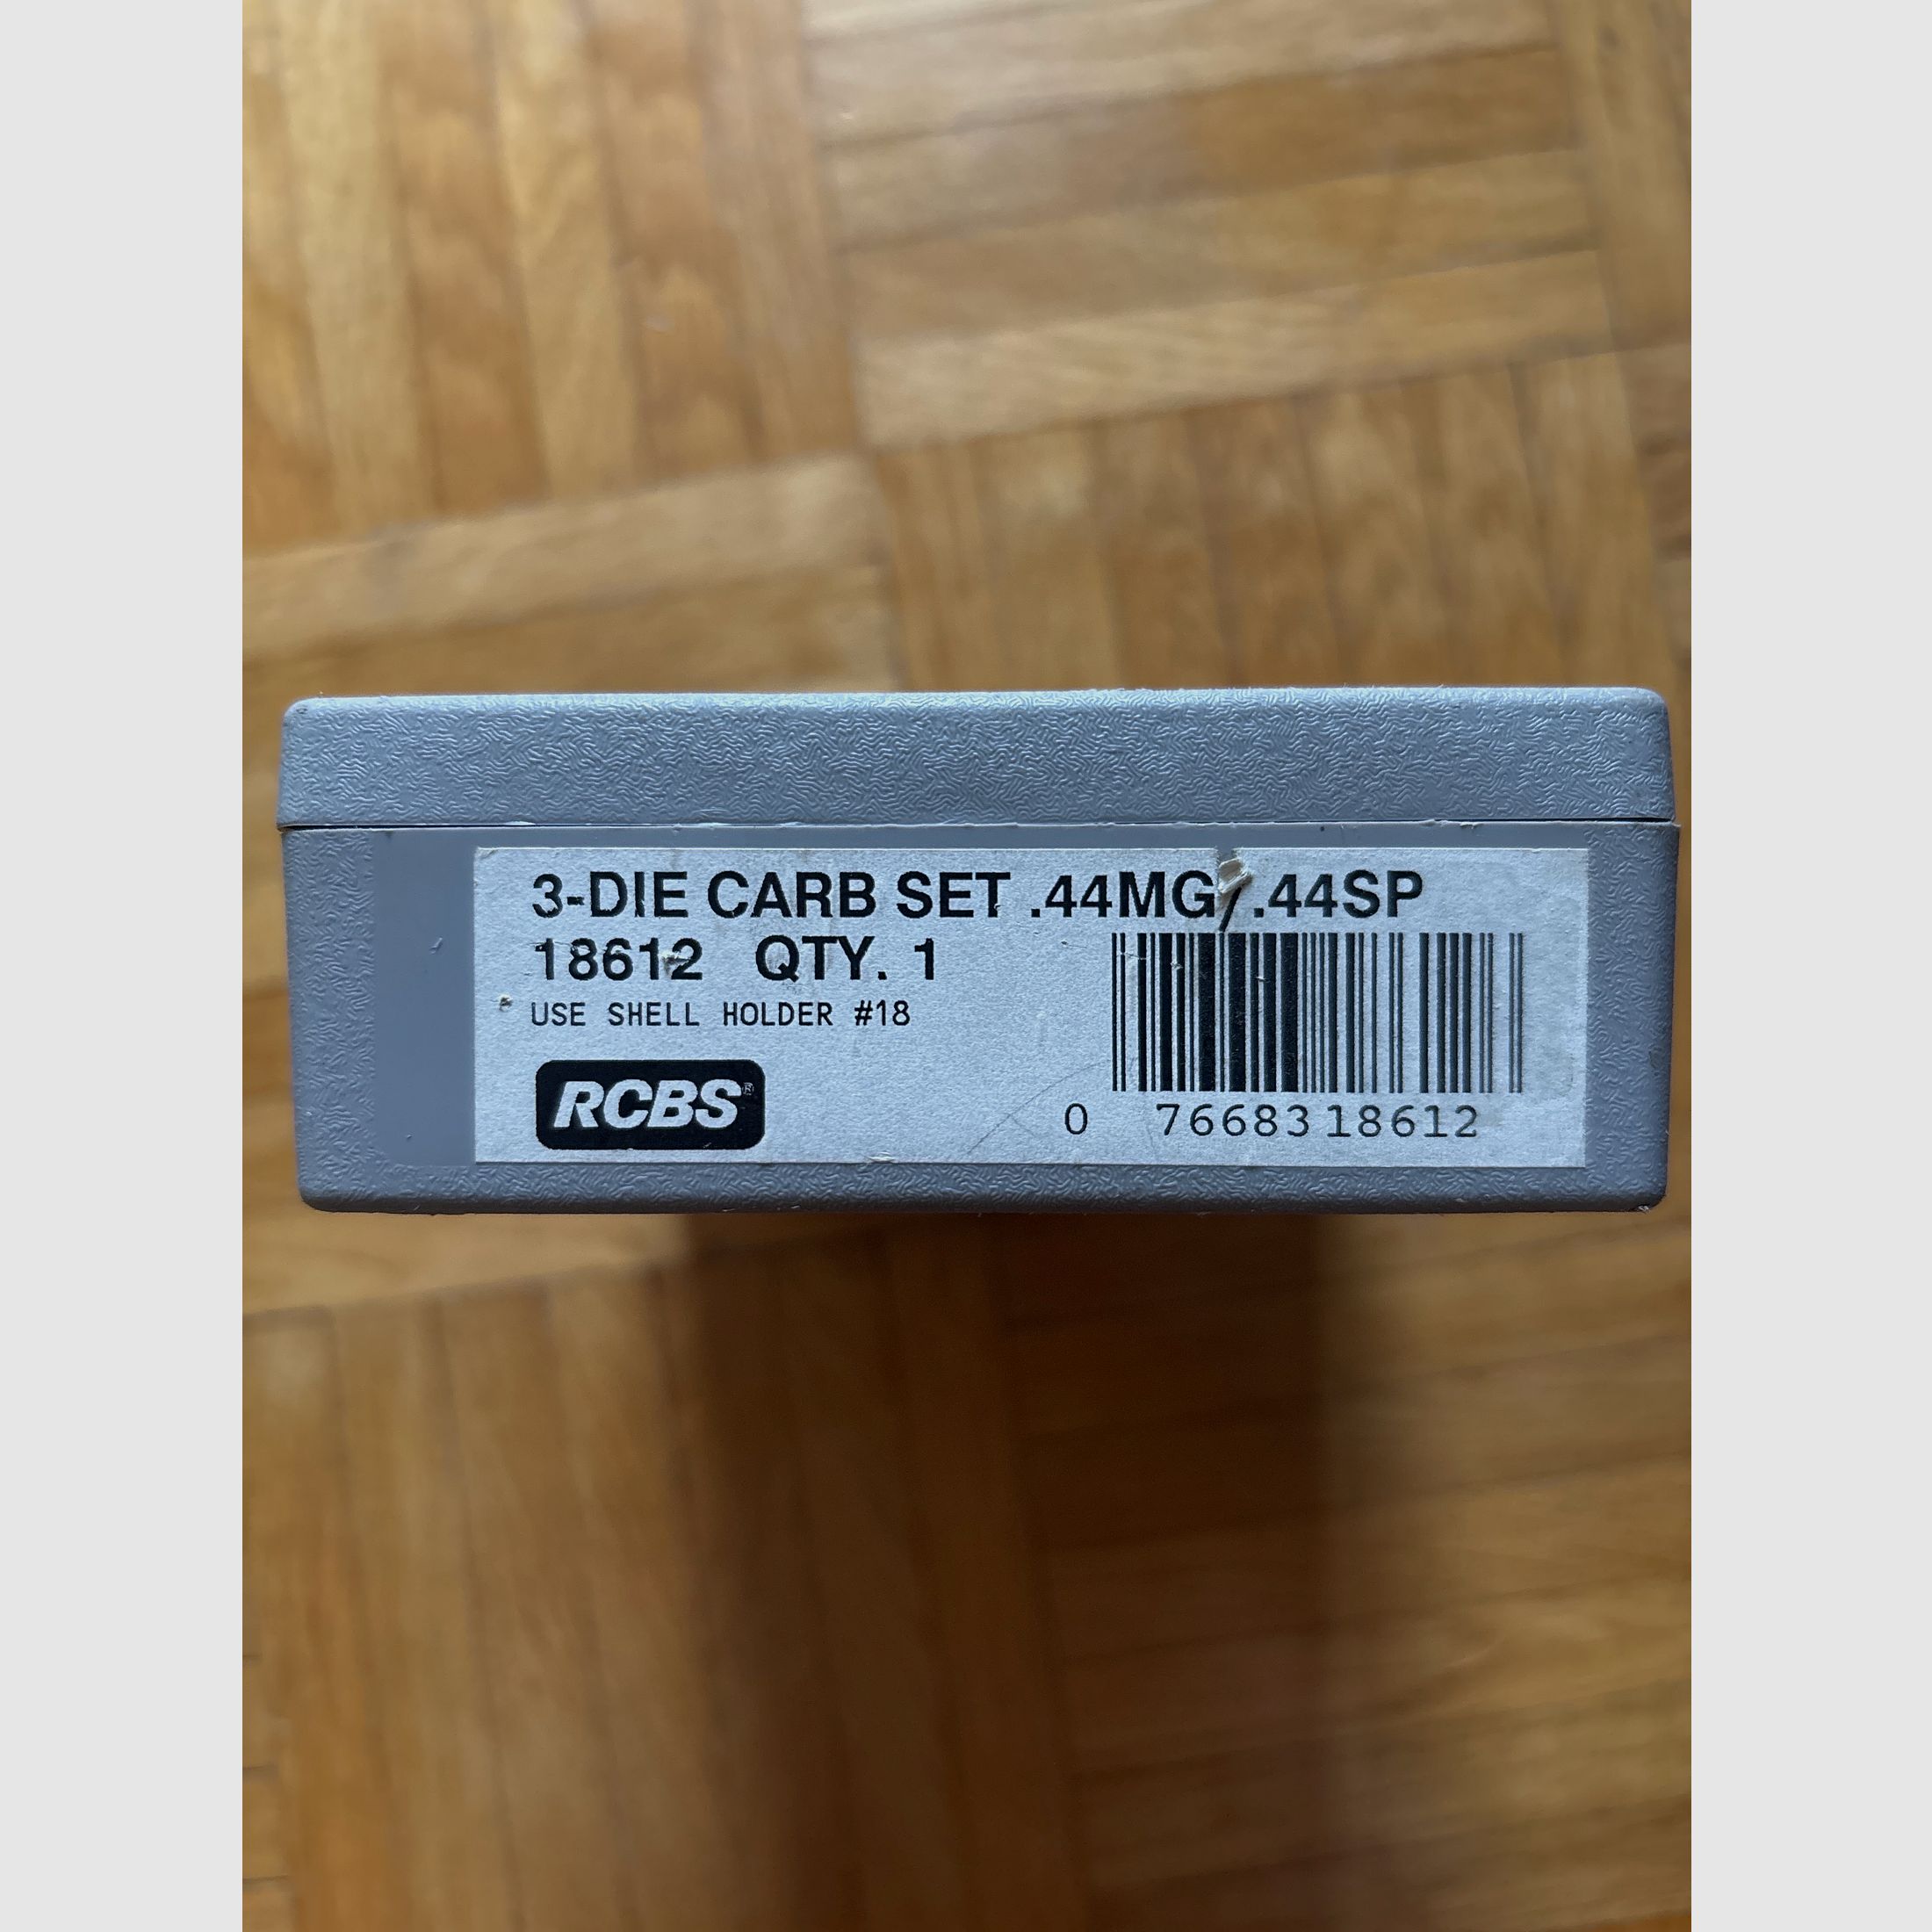 3-DIE CARB SET .44MG/.44SP
18612 QTY. 1
USE SHELL HOLDER #18
RCBS®
0 76683 18612